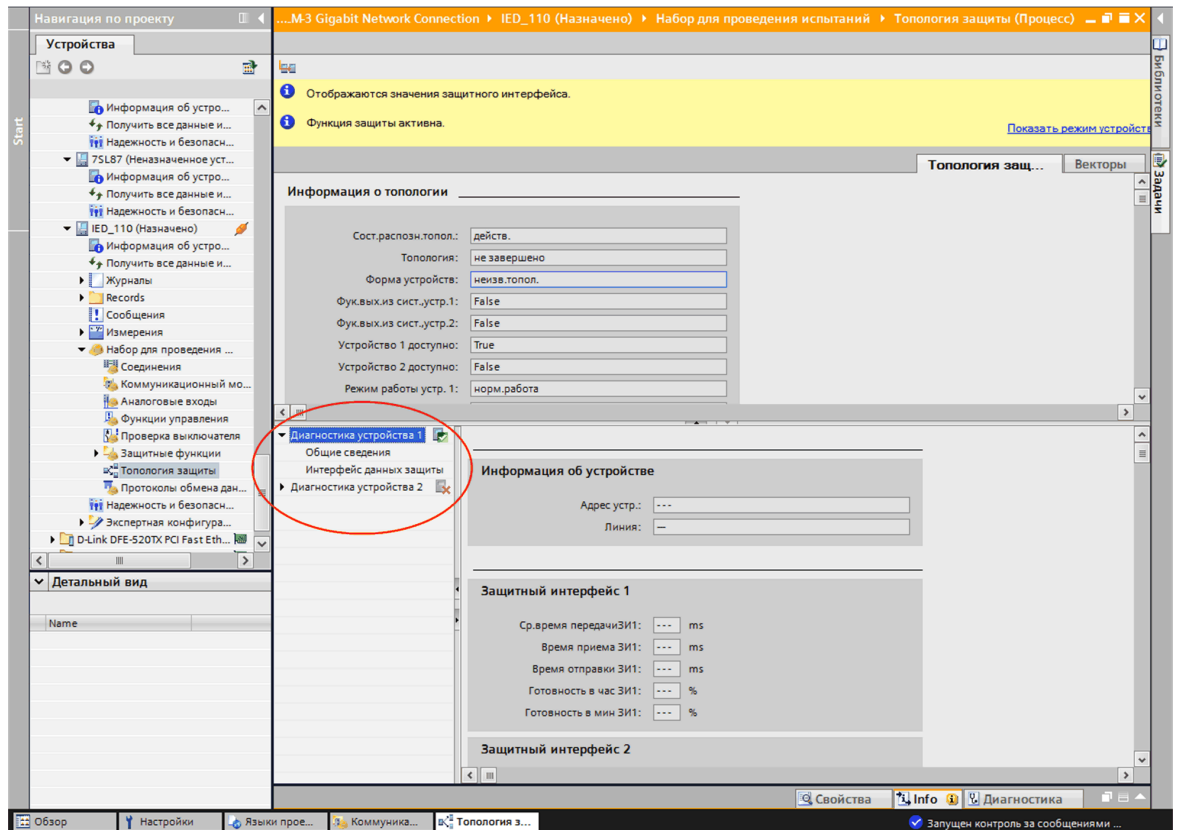 Навигация по проекту
....M-3 Gigabit Network Connection ▸ IED_110 (Назначено) ▸ Набор для проведения испытаний ▸ Топология защиты (Процесс)
Устройства
Start
Информация об устро...
Получить все данные и...
Надежность и безопасн...
7SL87 (Неназначенное уст...
Информация об устро...
Получить все данные и...
Надежность и безопасн...
IED_110 (Назначено)
Информация об устро...
Получить все данные и...
Журналы
Records
Сообщения
Измерения
Набор для проведения ...
Соединения
Коммуникационный мо...
Аналоговые входы
Функции управления
Проверка выключателя
Защитные функции
Топология защиты
Протоколы обмена дан...
Надежность и безопасн...
Экспертная конфигура...
D-Link DFE-520TX PCI Fast Eth...
Детальный вид
Name
Отображаются значения защитного интерфейса.
Функция защиты активна.
Показать режим устройств
Топология защ...
Векторы
Информация о топологии
Сост.распозн.топол.: действ.
Топология: не завершено
Форма устройств: неизв.топол.
Фук.вых.из сист.,устр.1: False
Фук.вых.из сист.,устр.2: False
Устройство 1 доступно: True
Устройство 2 доступно: False
Режим работы устр. 1: норм.работа
Диагностика устройства 1
Общие сведения
Интерфейс данных защиты
Диагностика устройства 2
Информация об устройстве
Адрес устр.: ---
Линия: —
Защитный интерфейс 1
Ср.время передачиЗИ1: --- ms
Время приема ЗИ1: --- ms
Время отправки ЗИ1: --- ms
Готовность в час ЗИ1: --- %
Готовность в мин ЗИ1: --- %
Защитный интерфейс 2
Библиотеки
Задачи
Свойства
Info
Диагностика
Обзор
Настройки
Языки прое...
Коммуника...
Топология з...
Запущен контроль за сообщениями ...